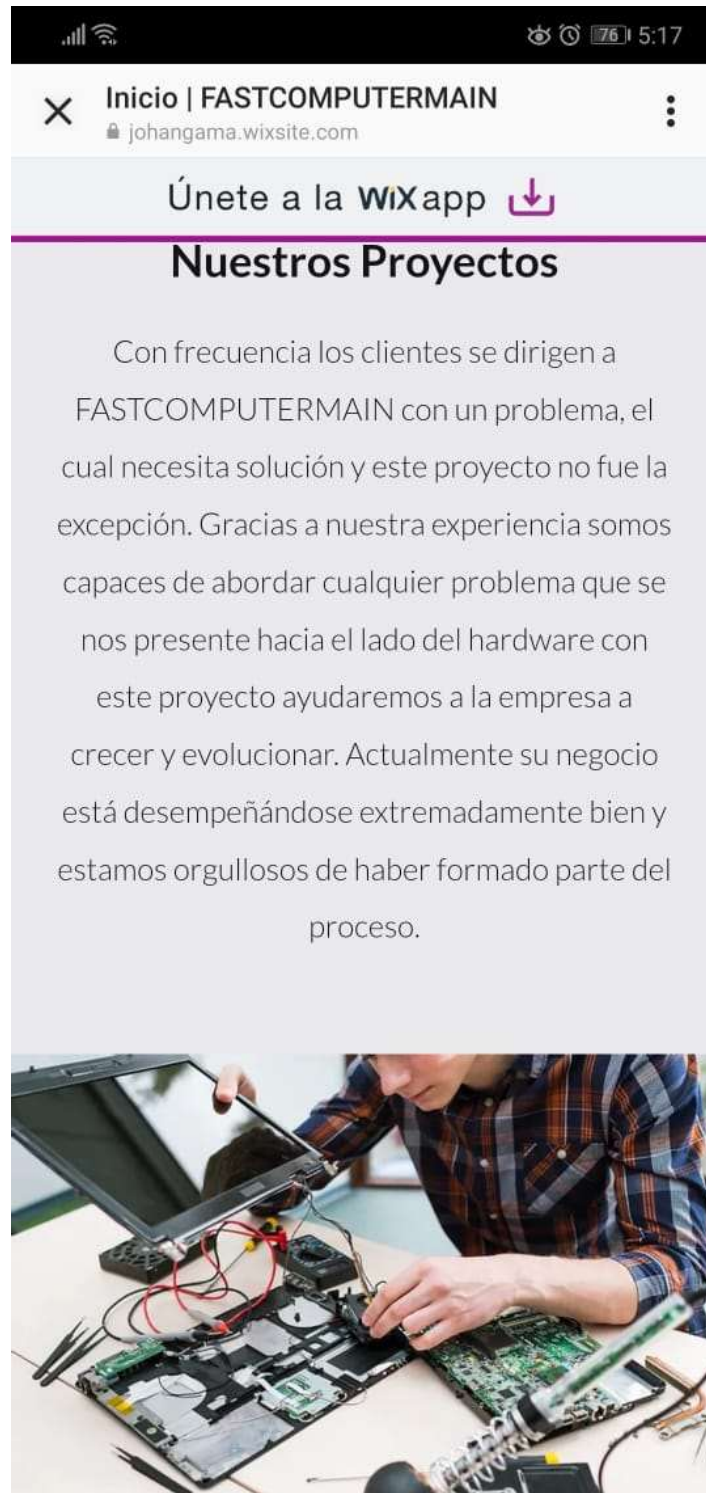 76 5:17
Inicio | FASTCOMPUTERMAIN
johangama.wixsite.com
Únete a la WiX app
Nuestros Proyectos
Con frecuencia los clientes se dirigen a
FASTCOMPUTERMAIN con un problema, el
cual necesita solución y este proyecto no fue la
excepción. Gracias a nuestra experiencia somos
capaces de abordar cualquier problema que se
nos presente hacia el lado del hardware con
este proyecto ayudaremos a la empresa a
crecer y evolucionar. Actualmente su negocio
está desempeñándose extremadamente bien y
estamos orgullosos de haber formado parte del
proceso.